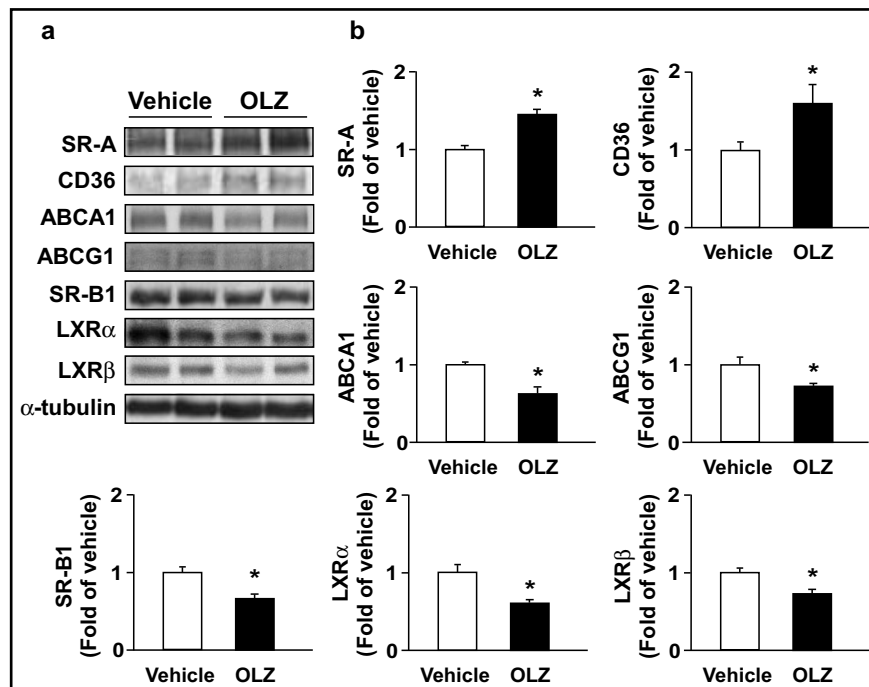 a
Vehicle OLZ
SR-A
CD36
ABCA1
ABCG1
SR-B1
LXRα
LXRβ
α-tubulin
b
SR-A
(Fold of vehicle)
2
1
0
*
Vehicle OLZ
CD36
(Fold of vehicle)
2
1
0
*
Vehicle OLZ
ABCA1
(Fold of vehicle)
2
1
0
*
Vehicle OLZ
ABCG1
(Fold of vehicle)
2
1
0
*
Vehicle OLZ
SR-B1
(Fold of vehicle)
2
1
0
*
Vehicle OLZ
LXRα
(Fold of vehicle)
2
1
0
*
Vehicle OLZ
LXRβ
(Fold of vehicle)
2
1
0
*
Vehicle OLZ